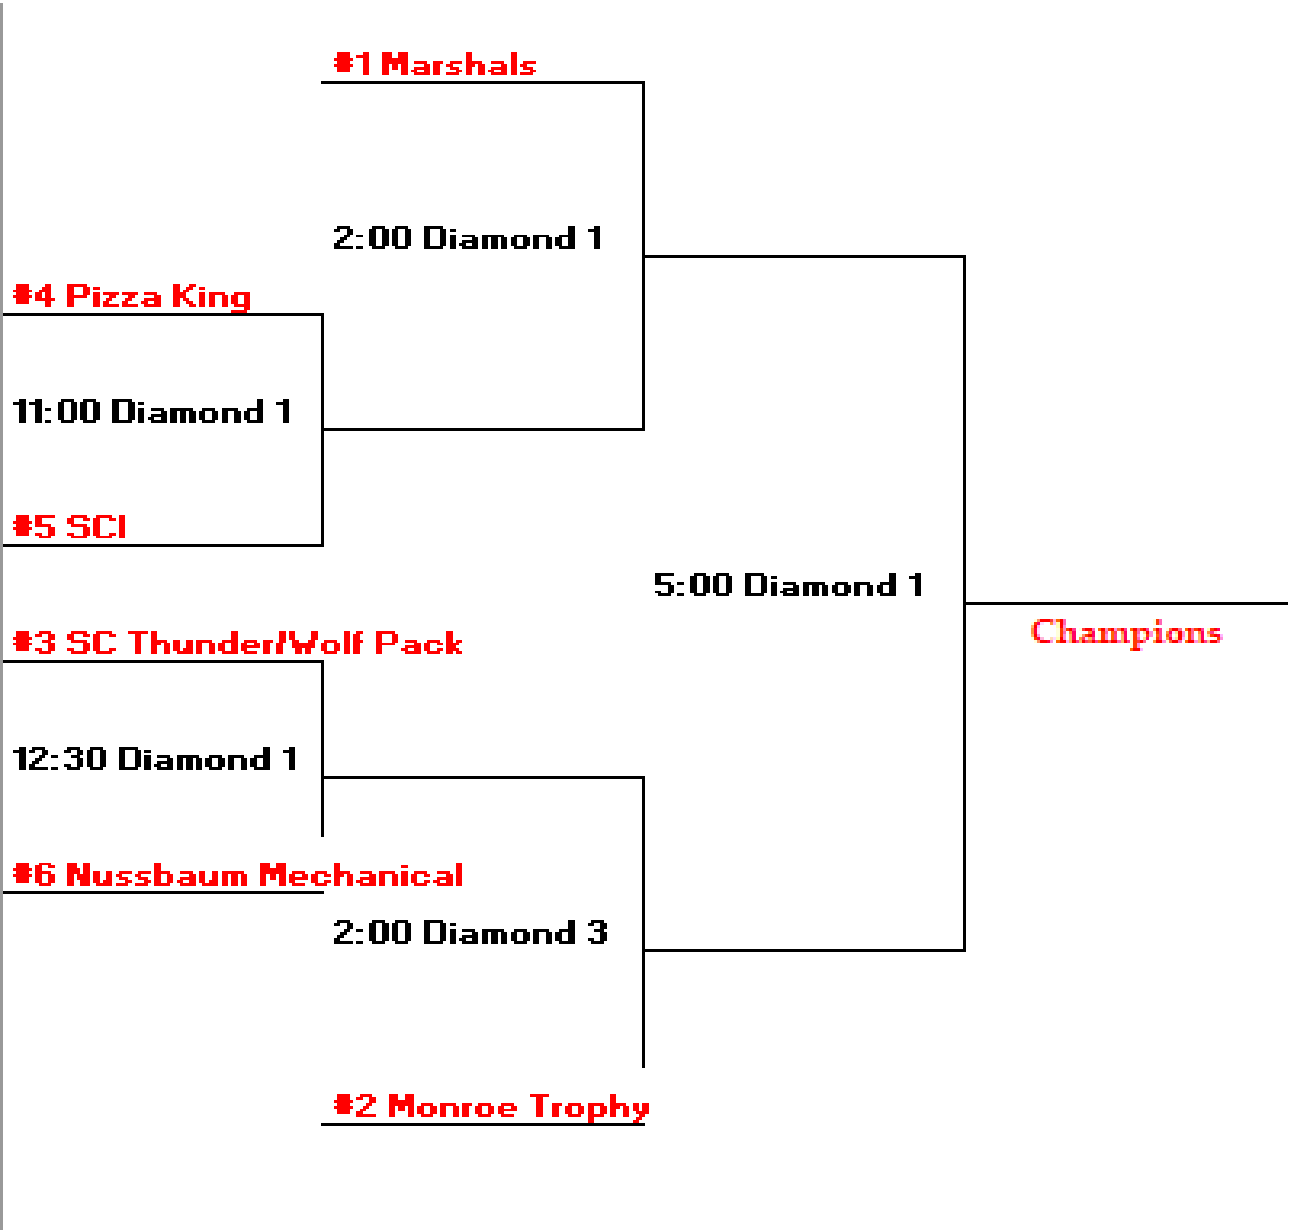 #1 Marshals
2:00 Diamond 1
#4 Pizza King
11:00 Diamond 1
#5 SCI
5:00 Diamond 1
Champions
#3 SC Thunder/Wolf Pack
12:30 Diamond 1
#6 Nussbaum Mechanical
2:00 Diamond 3
#2 Monroe Trophy